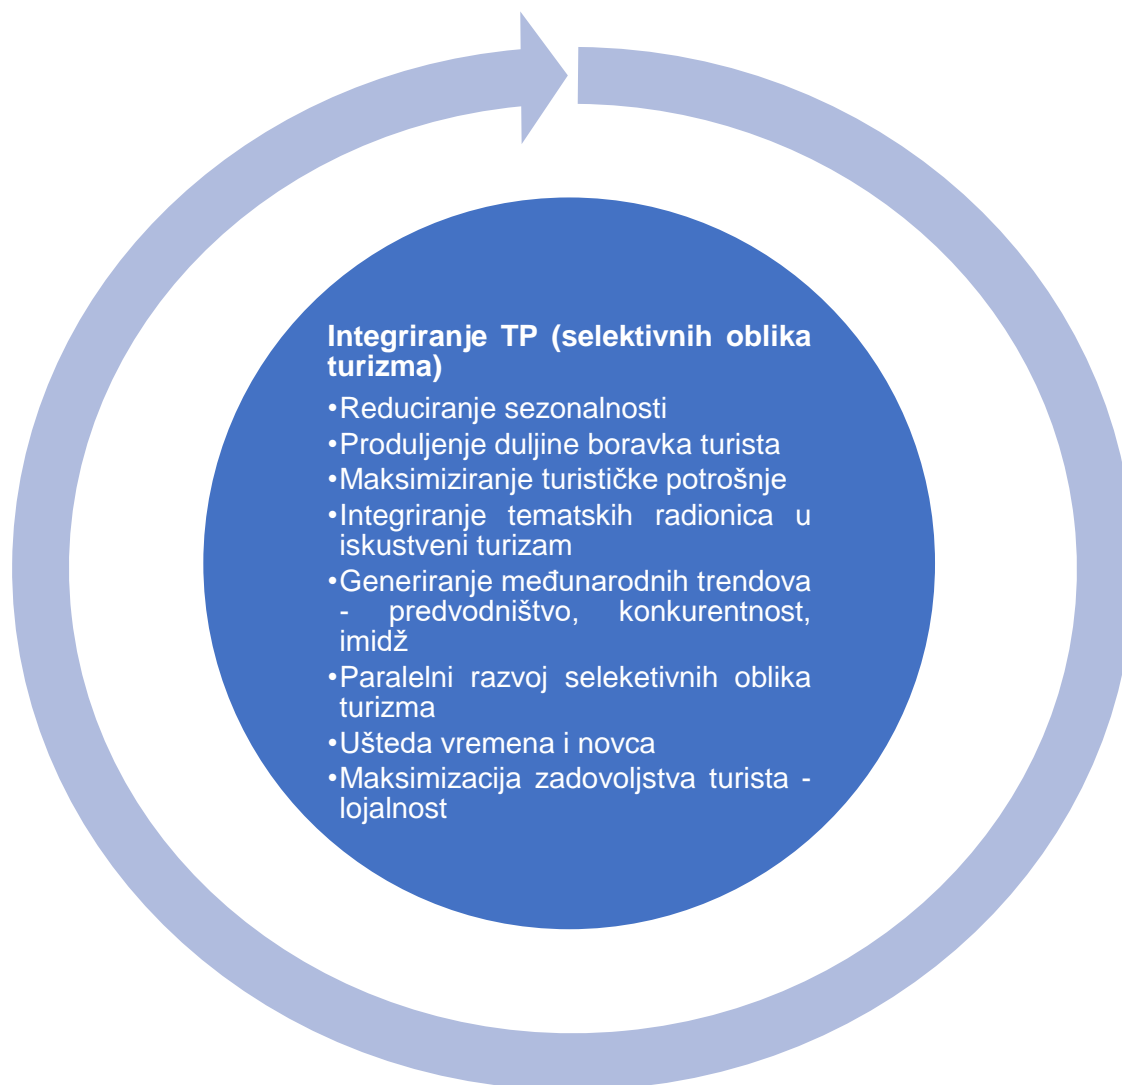 Integriranje TP (selektivnih oblika
turizma)
•Reduciranje sezonalnosti
•Produljenje duljine boravka turista
•Maksimiziranje turističke potrošnje
•Integriranje tematskih radionica u
iskustveni turizam
•Generiranje međunarodnih trendova
- predvodništvo, konkurentnost,
imidž
•Paralelni razvoj seleketivnih oblika
turizma
•Ušteda vremena i novca
•Maksimizacija zadovoljstva turista -
lojalnost